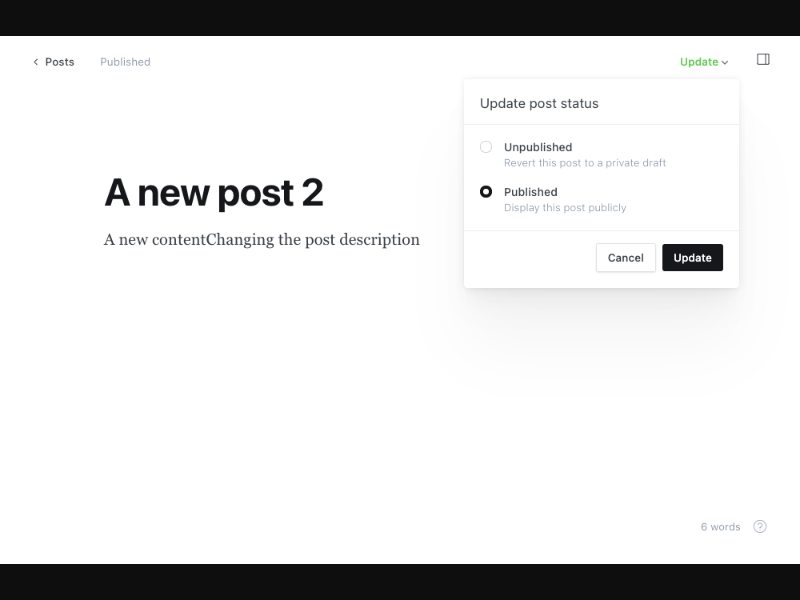 Posts
Published
Update
Update post status
Unpublished
Revert this post to a private draft
Published
Display this post publicly
Cancel
Update
A new post 2
A new contentChanging the post description
6 words
?